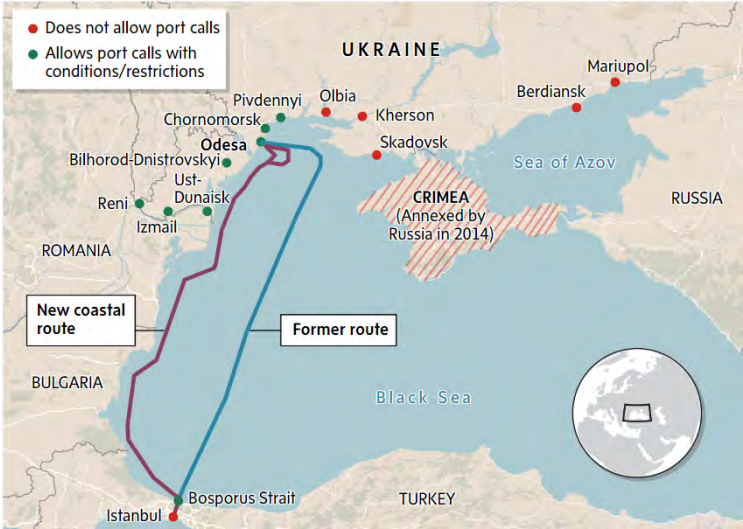 Does not allow port calls
Allows port calls with
conditions/restrictions
UKRAINE
Mariupol
Berdiansk
Pivdennyi
Olbia
Chornomorsk
Kherson
Odesa
Skadovsk
Bilhorod-Dnistrovskyi
Sea of Azov
Ust-
Dunaisk
Reni
Izmail
CRIMEA
(Annexed by
Russia in 2014)
RUSSIA
ROMANIA
New coastal
route
Former route
BULGARIA
Black Sea
Bosporus Strait
Istanbul
TURKEY